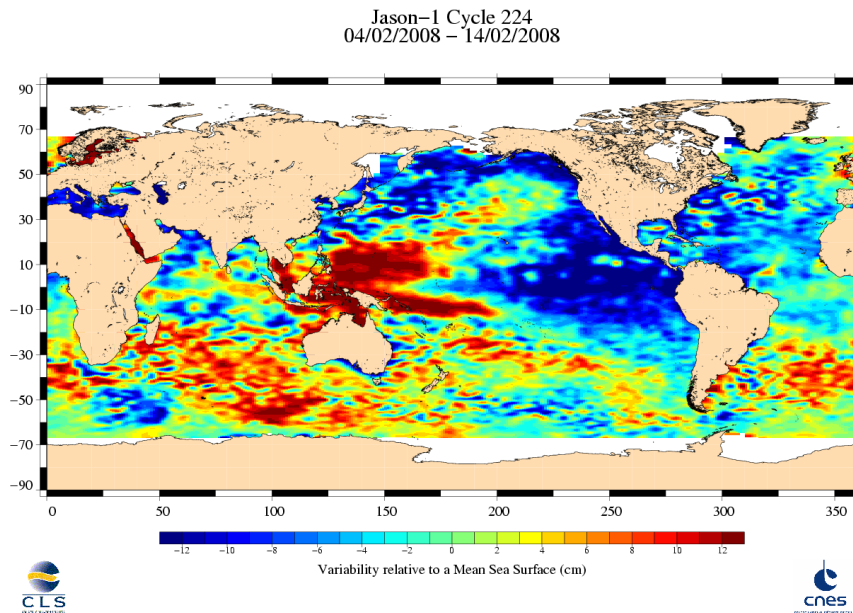 Jason−1 Cycle 224
04/02/2008 − 14/02/2008
90
70
50
30
10
−10
−30
−50
−70
−90
0 50 100 150 200 250 300 350
−12 −10 −8 −6 −4 −2 0 2 4 6 8 10 12
Variability relative to a Mean Sea Surface (cm)
CLS
cnes